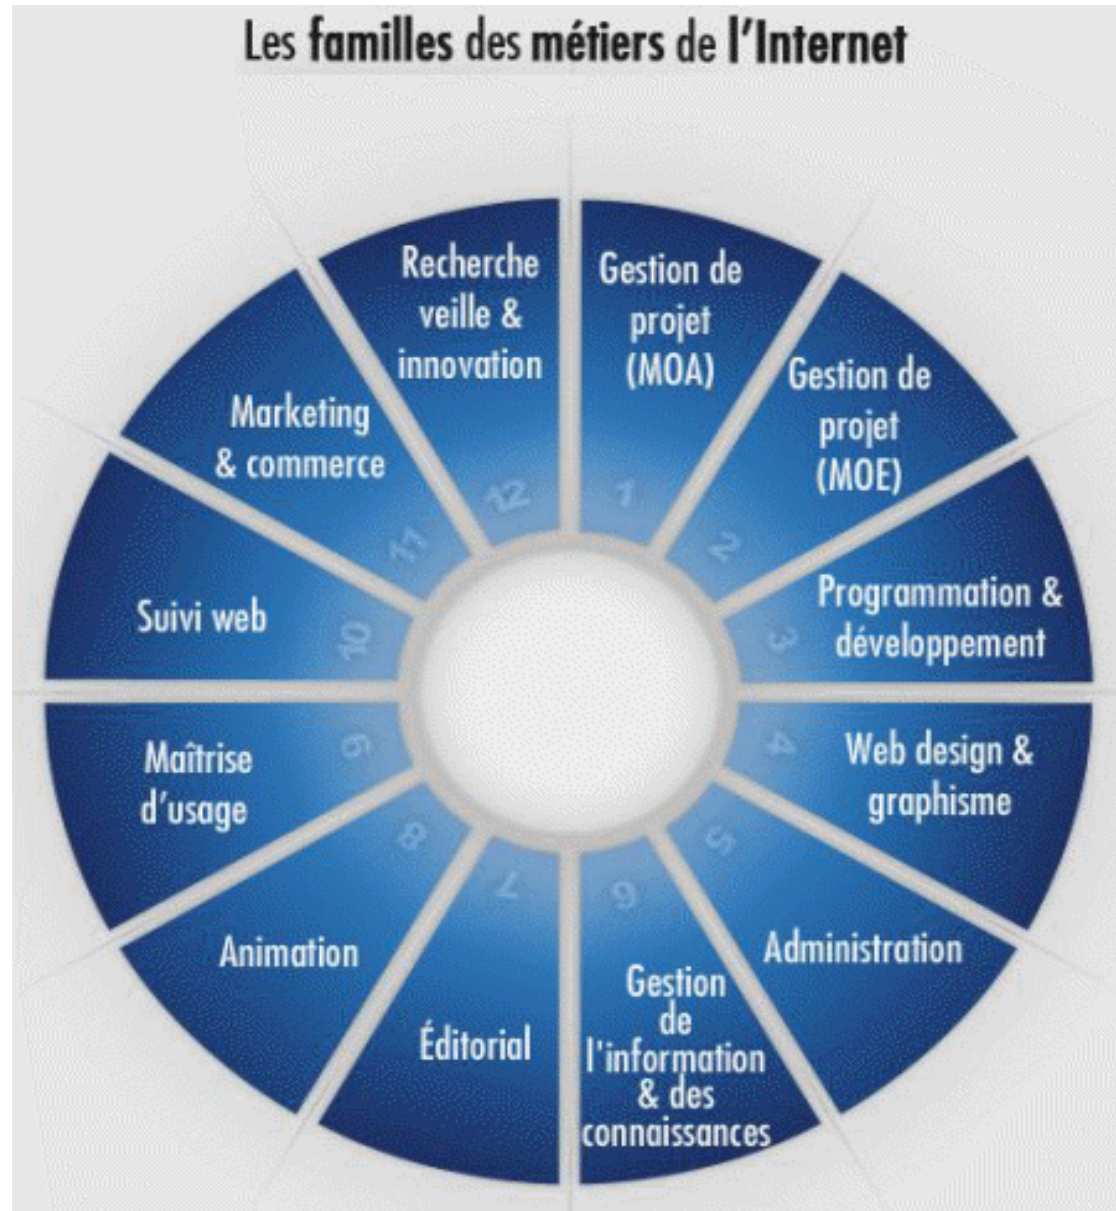 Les familles des métiers de l'Internet
Gestion de
projet
(MOA)
1
Gestion de
projet
(MOE)
2
Programmation &
développement
3
Web design &
graphisme
4
Administration
5
Gestion
de
l'information
& des
connaissances
6
Éditorial
7
Animation
8
Maîtrise
d'usage
9
Suivi web
10
Marketing
& commerce
11
Recherche
veille &
innovation
12